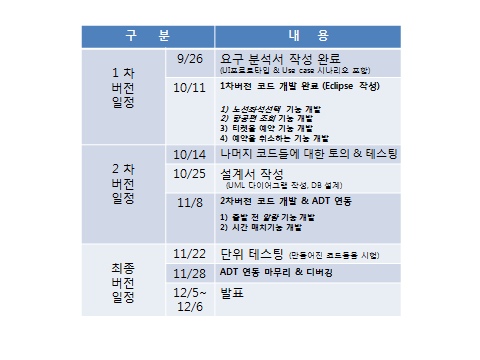 구 분 내 용
1 차
버전
일정
9/26 요구 분석서 작성 완료
(UI프로토타입 & Use case 시나리오 포함)
10/11 1차버전 코드 개발 완료 (Eclipse 작성)
1) 노선좌석선택 기능 개발
2) 항공편 조회 기능 개발
3) 티켓을 예약 기능 개발
4) 예약을 취소하는 기능 개발
2 차
버전
일정
10/14 나머지 코드들에 대한 토의 & 테스팅
10/25 설계서 작성
(UML 다이어그램 작성, DB 설계)
11/8 2차버전 코드 개발 & ADT 연동
1) 출발 전 알람 기능 개발
2) 시간 매치기능 개발
최종
버전
일정
11/22 단위 테스팅 (만들어진 코드들을 시험)
11/28 ADT 연동 마무리 & 디버깅
12/5~
12/6
발표